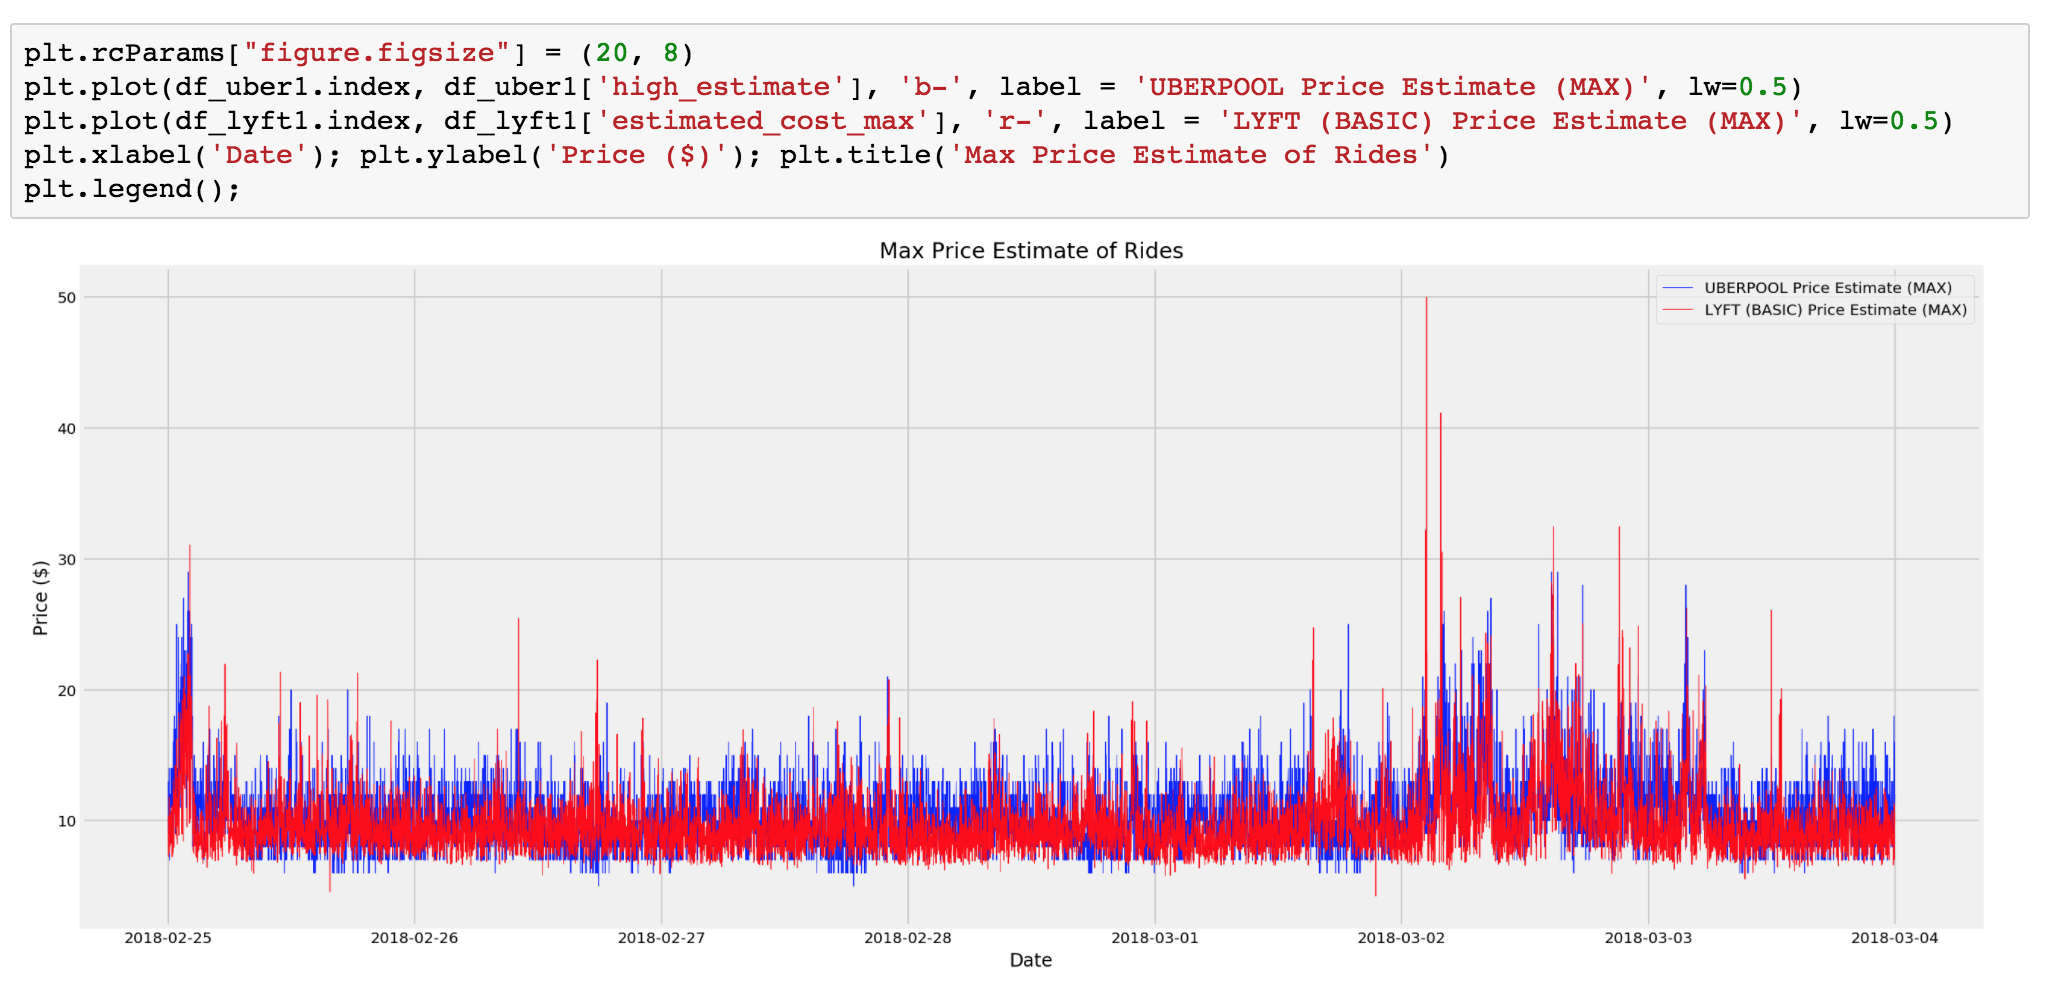 plt.rcParams["figure.figsize"] = (20, 8)
plt.plot(df_uber1.index, df_uber1['high_estimate'], 'b-', label = 'UBERPOOL Price Estimate (MAX)', lw=0.5)
plt.plot(df_lyft1.index, df_lyft1['estimated_cost_max'], 'r-', label = 'LYFT (BASIC) Price Estimate (MAX)', lw=0.5)
plt.xlabel('Date'); plt.ylabel('Price ($)'); plt.title('Max Price Estimate of Rides')
plt.legend();
Max Price Estimate of Rides
UBERPOOL Price Estimate (MAX)
LYFT (BASIC) Price Estimate (MAX)
50
40
30
20
10
Price ($)
2018-02-25 2018-02-26 2018-02-27 2018-02-28 2018-03-01 2018-03-02 2018-03-03 2018-03-04
Date